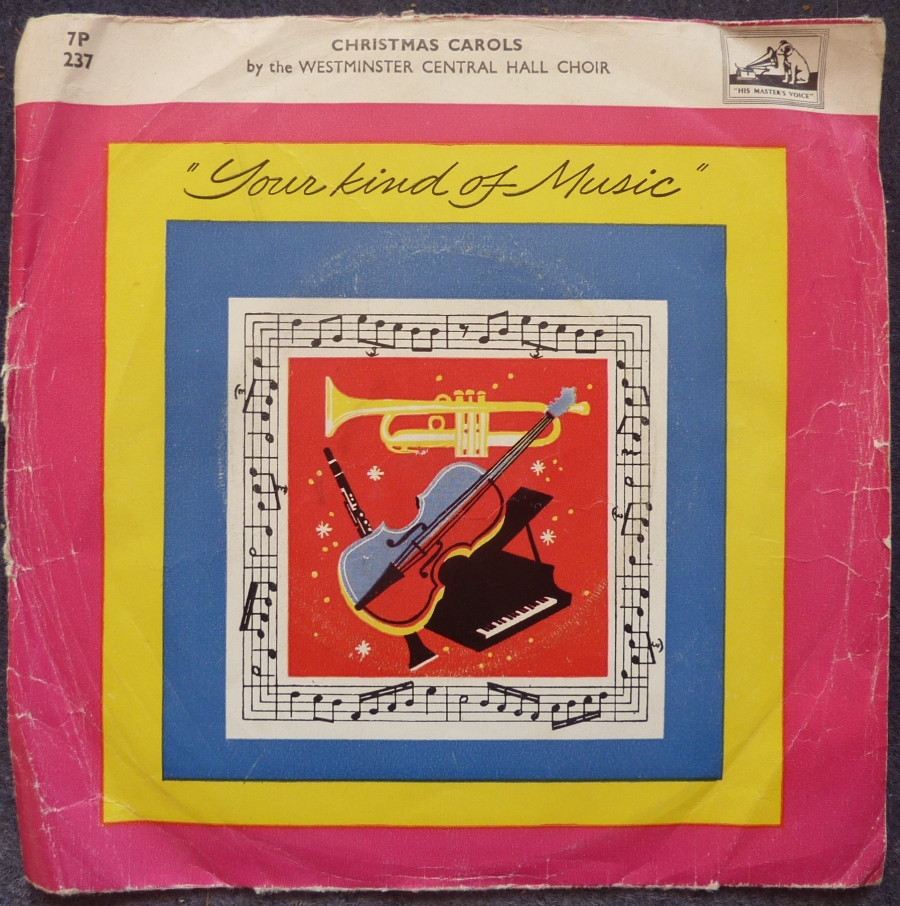 7P
237
CHRISTMAS CAROLS
by the WESTMINSTER CENTRAL HALL CHOIR
"HIS MASTER'S VOICE"
"Your kind of Music"